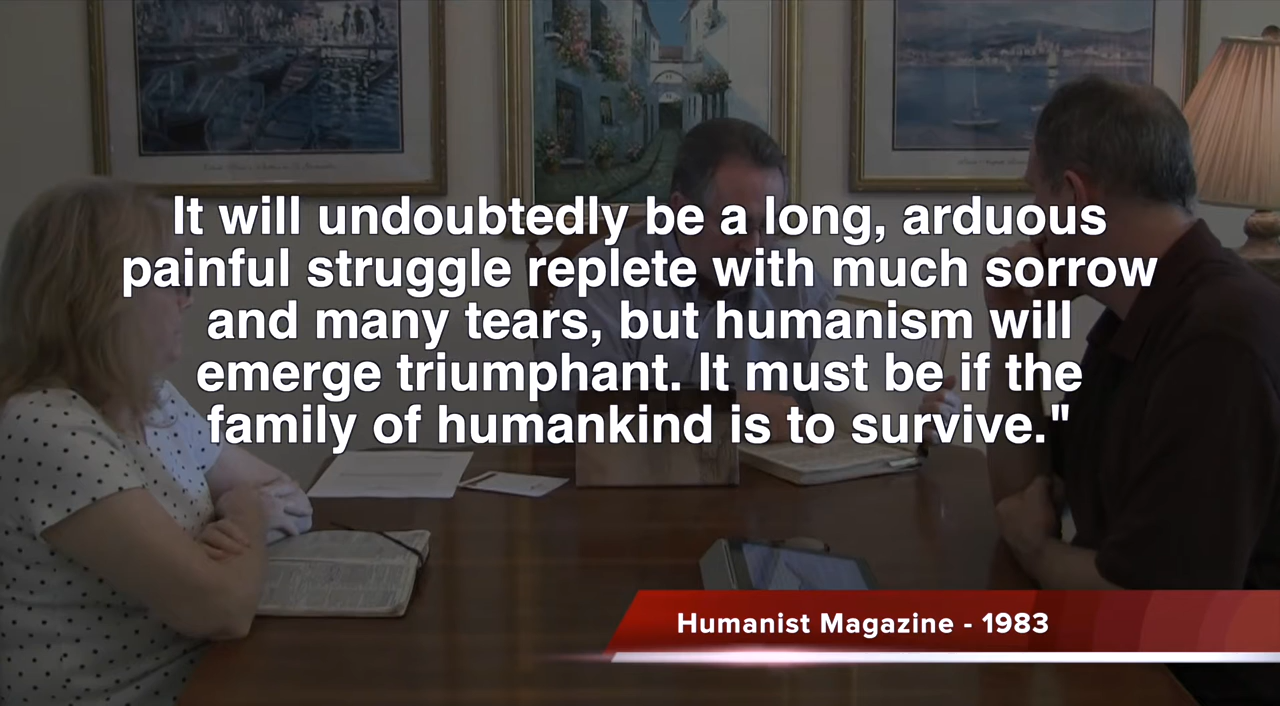 It will undoubtedly be a long, arduous
painful struggle replete with much sorrow
and many tears, but humanism will
emerge triumphant. It must be if the
family of humankind is to survive."
Humanist Magazine - 1983